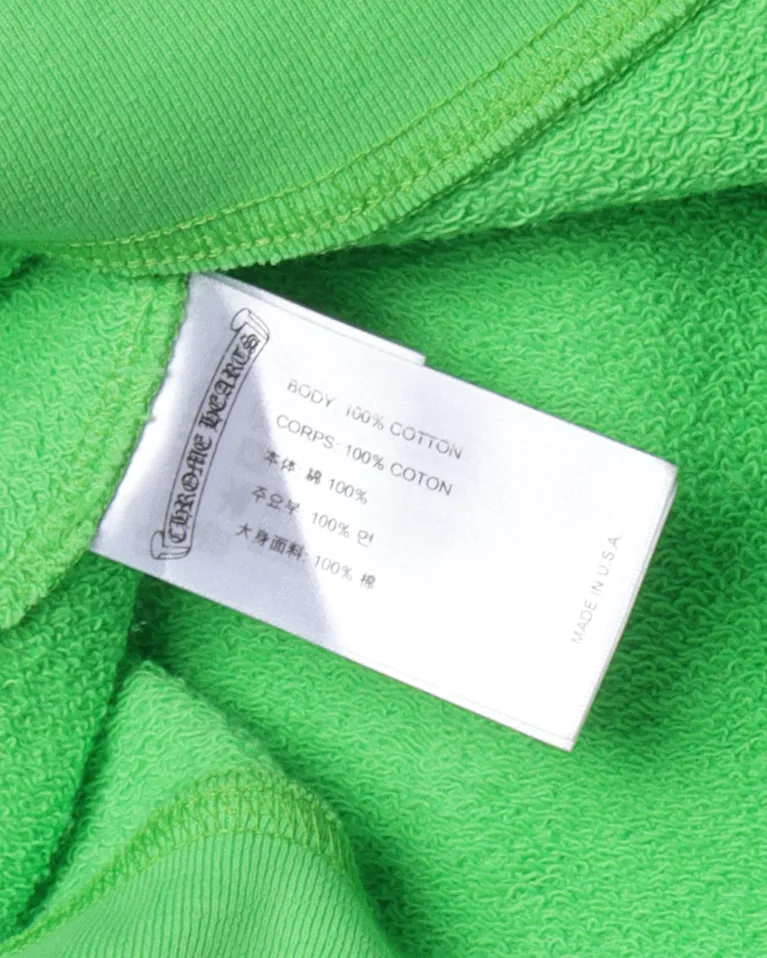 CHROME HEARTS
BODY: 100% COTTON
CORPS: 100% COTON
本体: 綿 100%
주요부: 100% 면
大身面料: 100% 棉
MADE IN U.S.A.